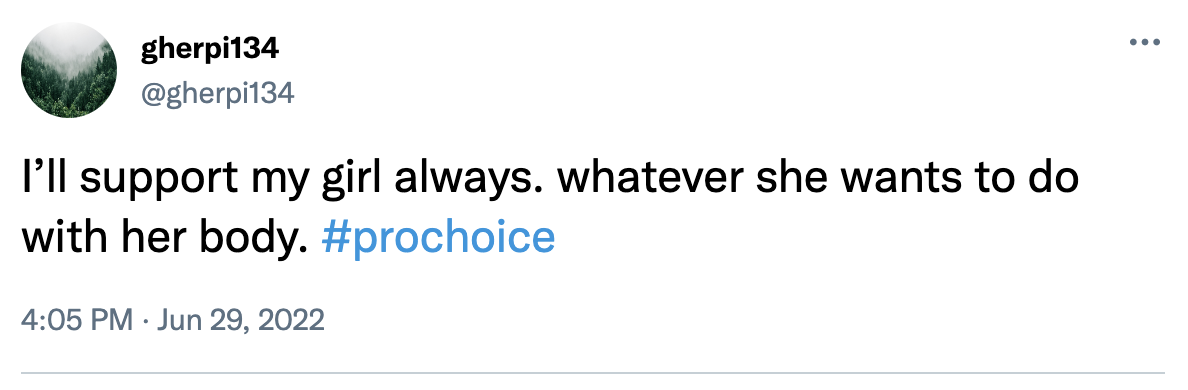 gherpi134
@gherpi134
I’ll support my girl always. whatever she wants to do
with her body. #prochoice
4:05 PM · Jun 29, 2022